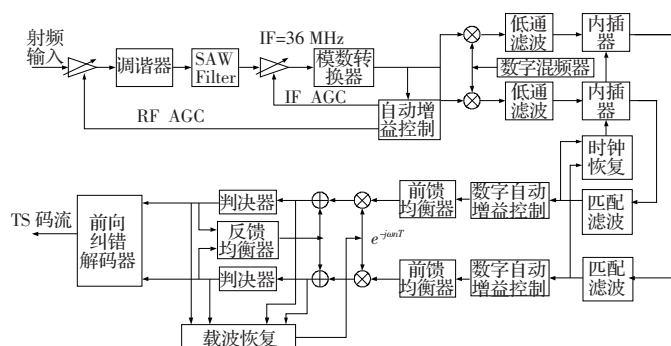 射频
输入
调谐器
SAW
Filter
IF=36 MHz
模数转
换器
IF AGC
RF AGC
自动增
益控制
低通
滤波
内插
器
数字混频器
低通
滤波
内插
器
时钟
恢复
匹配
滤波
数字自动
增益控制
前馈
均衡器
判决器
反馈
均衡器
e^{-jωnT}
TS 码流
前向
纠错
解码器
判决器
前馈
均衡器
数字自动
增益控制
匹配
滤波
载波恢复